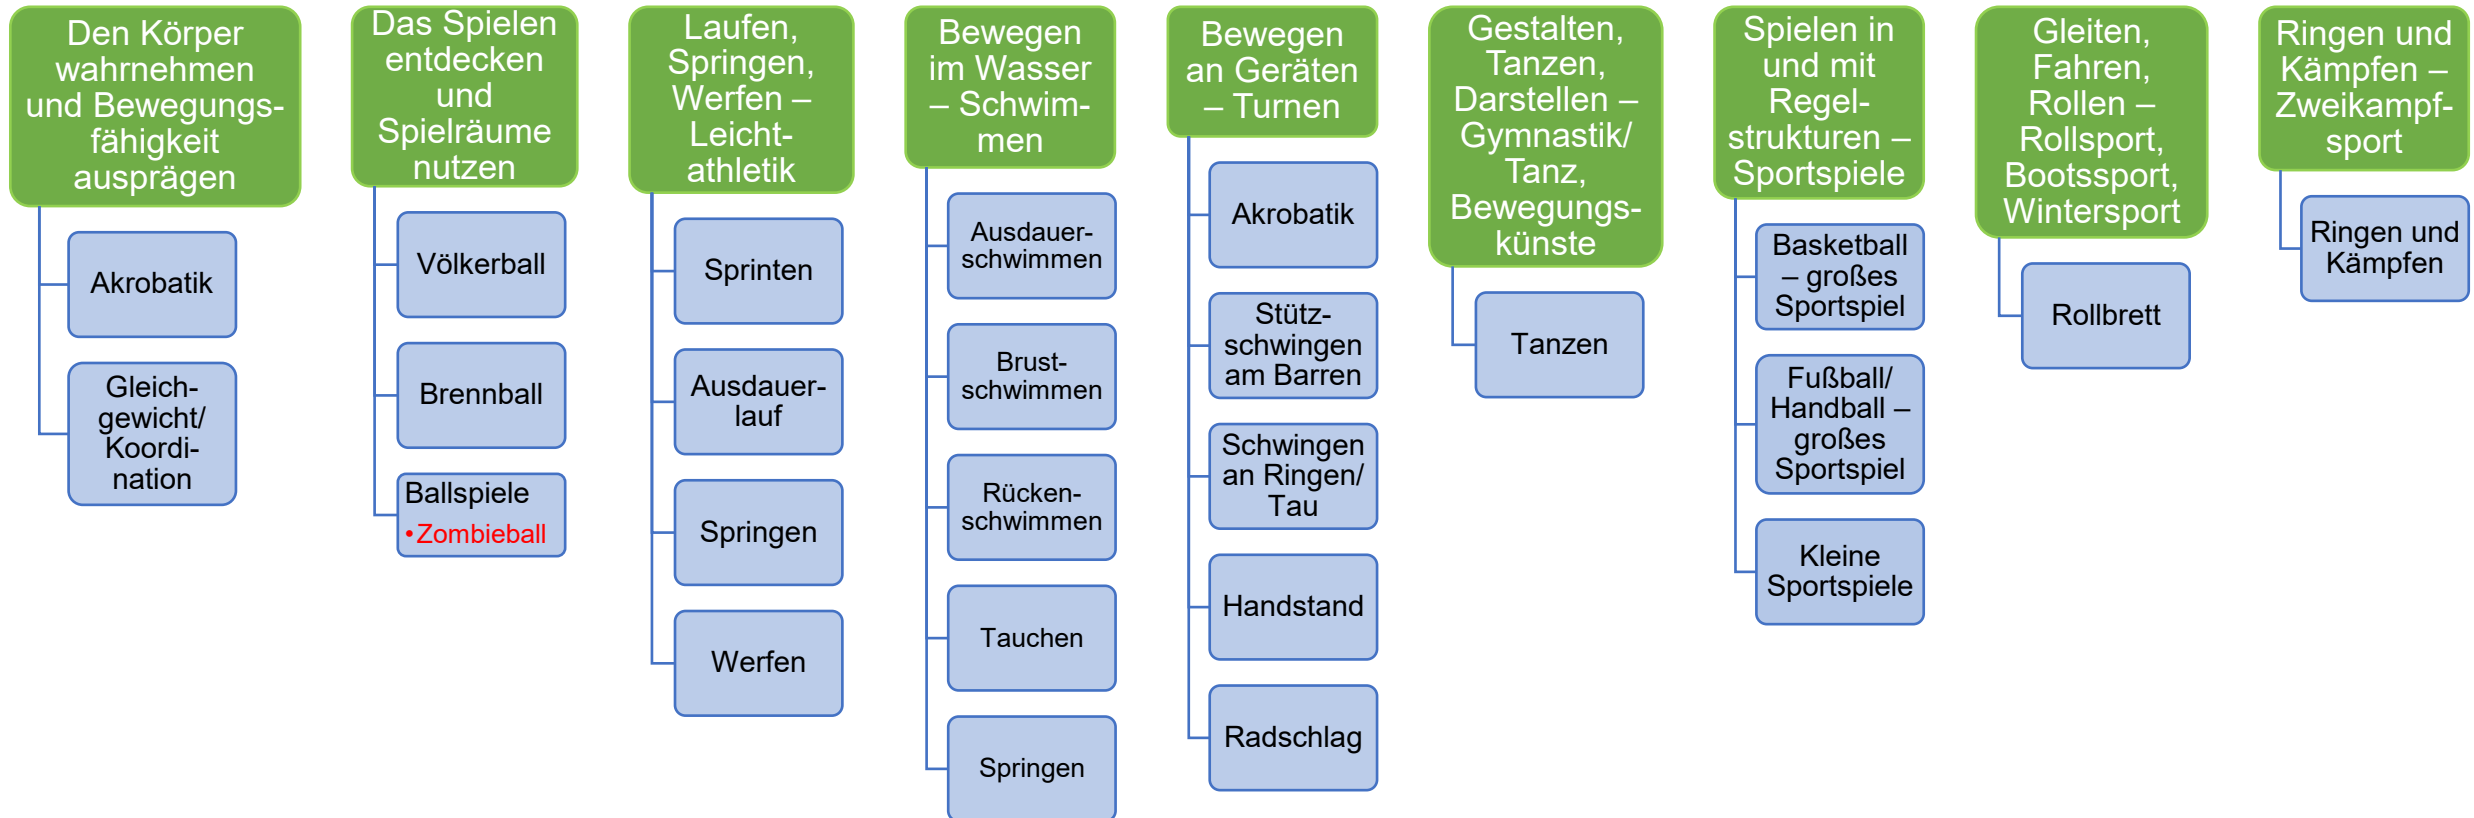 Den Körper
wahrnehmen
und Bewegungs-
fähigkeit
ausprägen
Akrobatik
Gleich-
gewicht/
Koordi-
nation
Das Spielen
entdecken
und
Spielräume
nutzen
Völkerball
Brennball
Ballspiele
•Zombieball
Laufen,
Springen,
Werfen –
Leicht-
athletik
Sprinten
Ausdauer-
lauf
Springen
Werfen
Bewegen
im Wasser
– Schwim-
men
Ausdauer-
schwimmen
Brust-
schwimmen
Rücken-
schwimmen
Tauchen
Springen
Bewegen
an Geräten
– Turnen
Akrobatik
Stütz-
schwingen
am Barren
Schwingen
an Ringen/
Tau
Handstand
Radschlag
Gestalten,
Tanzen,
Darstellen –
Gymnastik/
Tanz,
Bewegungs-
künste
Tanzen
Spielen in
und mit
Regel-
strukturen –
Sportspiele
Basketball
– großes
Sportspiel
Fußball/
Handball –
großes
Sportspiel
Kleine
Sportspiele
Gleiten,
Fahren,
Rollen –
Rollsport,
Bootssport,
Wintersport
Rollbrett
Ringen und
Kämpfen –
Zweikampf-
sport
Ringen und
Kämpfen